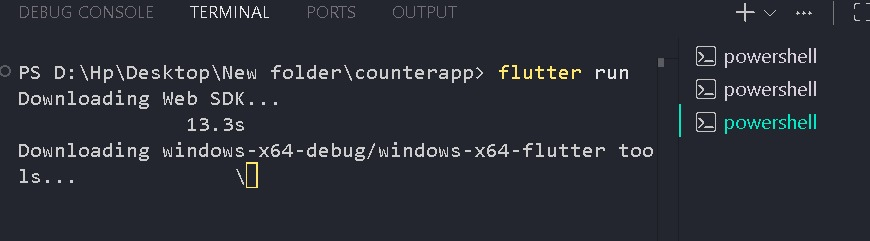 DEBUG CONSOLE TERMINAL PORTS OUTPUT
PS D:\Hp\Desktop\New folder\counterapp> flutter run
Downloading Web SDK...
13.3s
Downloading windows-x64-debug/windows-x64-flutter too
ls... \
powershell
powershell
powershell